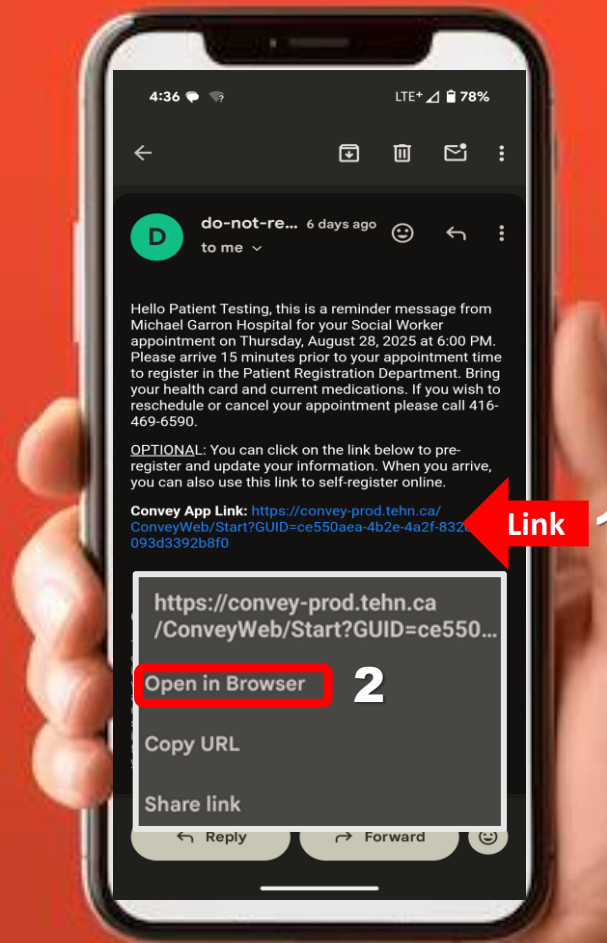 4:36 LTE+ 78%
D do-not-re... 6 days ago
to me
Hello Patient Testing, this is a reminder message from
Michael Garron Hospital for your Social Worker
appointment on Thursday, August 28, 2025 at 6:00 PM.
Please arrive 15 minutes prior to your appointment time
to register in the Patient Registration Department. Bring
your health card and current medications. If you wish to
reschedule or cancel your appointment please call 416-
469-6590.
OPTIONAL: You can click on the link below to pre-
register and update your information. When you arrive,
you can also use this link to self-register online.
Convey App Link: https://convey-prod.tehn.ca/
ConveyWeb/Start?GUID=ce550aea-4b2e-4a2f-832
093d3392b8f0
Link
https://convey-prod.tehn.ca
/ConveyWeb/Start?GUID=ce550...
Open in Browser 2
Copy URL
Share link
Reply Forward